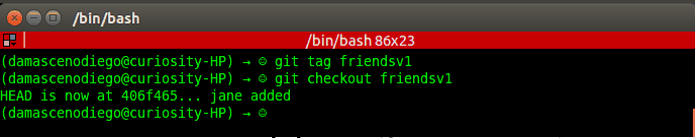 /bin/bash
/bin/bash 86x23
(damascenodiego@curiosity-HP) → ☺ git tag friendsv1
(damascenodiego@curiosity-HP) → ☺ git checkout friendsv1
HEAD is now at 406f465... jane added
(damascenodiego@curiosity-HP) → ☺